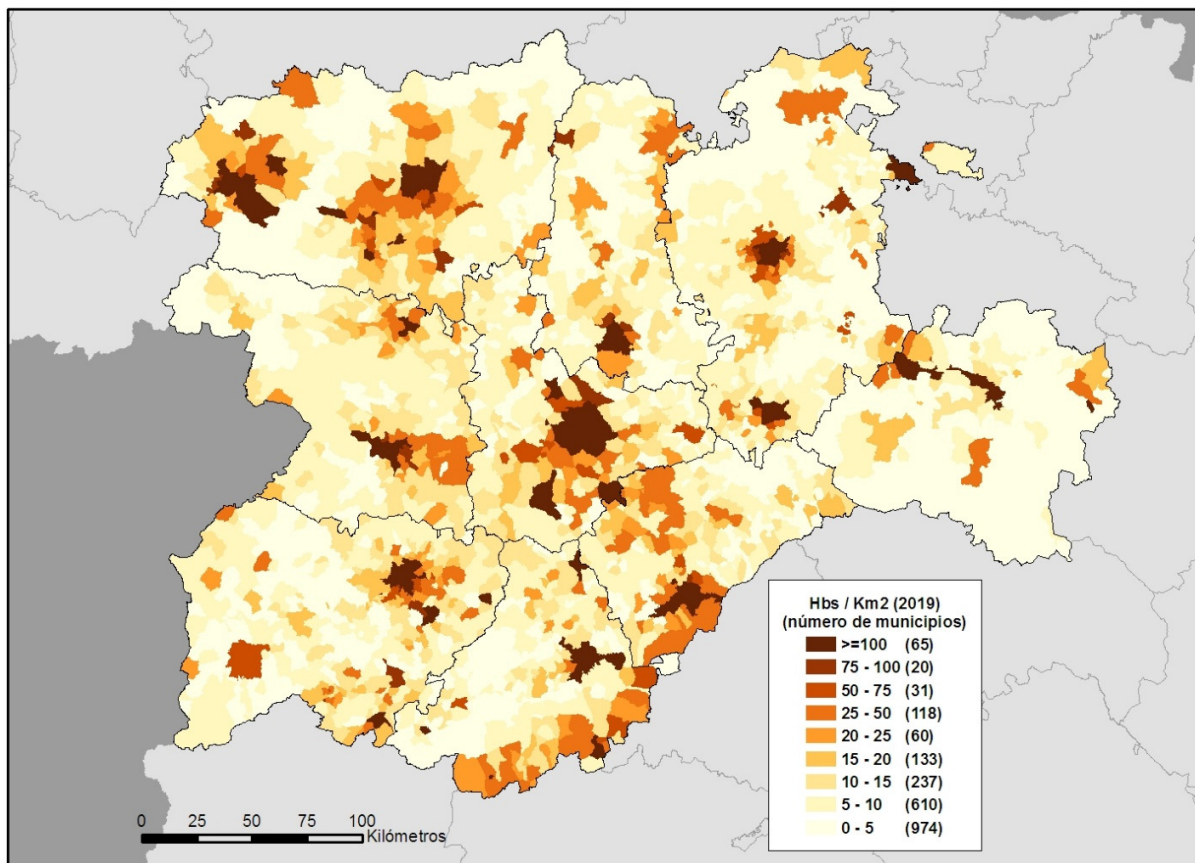 Hbs / Km2 (2019)
(número de municipios)
>=100 (65)
75 - 100 (20)
50 - 75 (31)
25 - 50 (118)
20 - 25 (60)
15 - 20 (133)
10 - 15 (237)
5 - 10 (610)
0 - 5 (974)
0 25 50 75 100
Kilómetros